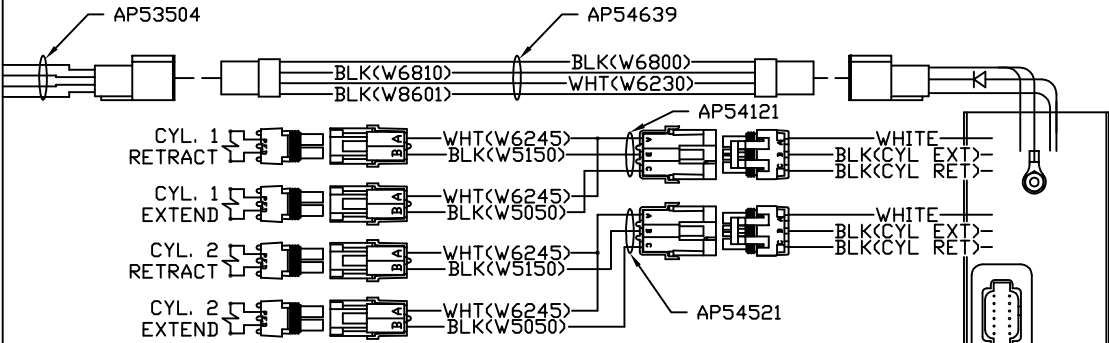 AP53504
AP54639
BLK(W6800)
BLK(W6810)
WHT(W6230)
BLK(W8601)
AP54121
CYL. 1
RETRACT
A
B
WHT(W6245)
BLK(W5150)
A
B
C
A
B
C
WHITE
BLK(CYL EXT)
BLK(CYL RET)
CYL. 1
EXTEND
A
B
WHT(W6245)
BLK(W5050)
A
B
C
A
B
C
WHITE
BLK(CYL EXT)
BLK(CYL RET)
CYL. 2
RETRACT
A
B
WHT(W6245)
BLK(W5150)
CYL. 2
EXTEND
A
B
WHT(W6245)
BLK(W5050)
AP54521